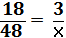 18/48 = 3/x